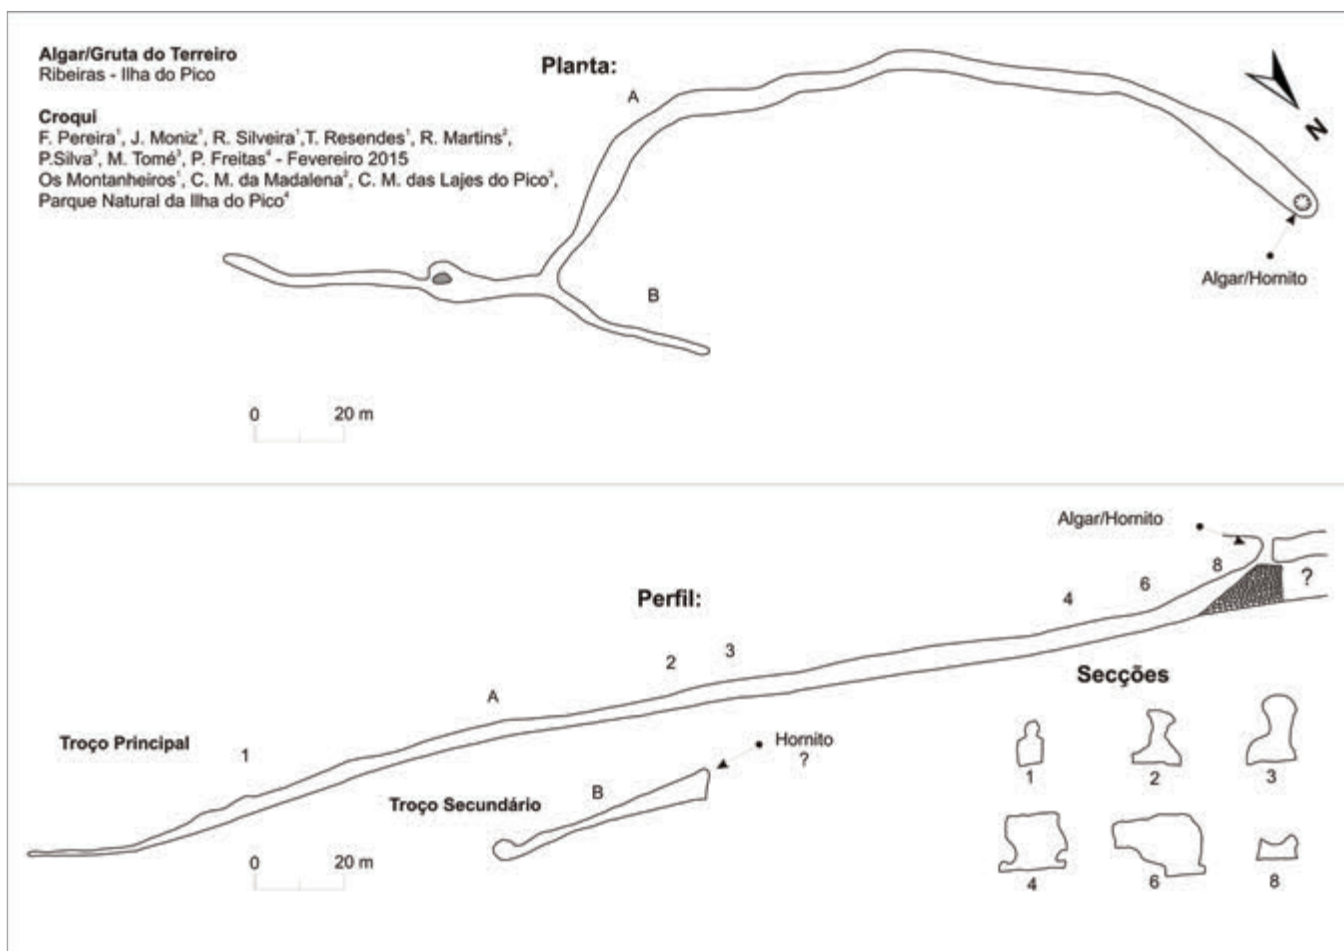 Algar/Gruta do Terreiro
Ribeiras - Ilha do Pico
Croqui
F. Pereira¹, J. Moniz¹, R. Silveira¹,T. Resendes¹, R. Martins²,
P.Silva³, M. Tomé³, P. Freitas⁴ - Fevereiro 2015
Os Montanheiros¹, C. M. da Madalena², C. M. das Lajes do Pico³,
Parque Natural da Ilha do Pico⁴
Planta:
A
N
Algar/Hornito
B
0 20 m
Algar/Hornito
8
?
6
4
Perfil:
3
2
A
Troço Principal
1
Hornito
?
Troço Secundário
B
0 20 m
Secções
1 2 3
4 6 8